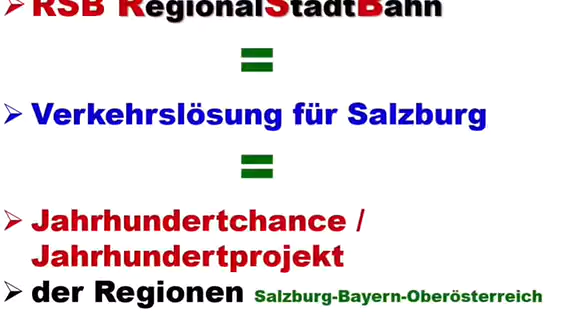 ➢ RSB RegionalStadtBahn
=
➢ Verkehrslösung für Salzburg
=
➢ Jahrhundertchance /
Jahrhundertprojekt
➢ der Regionen Salzburg-Bayern-Oberösterreich